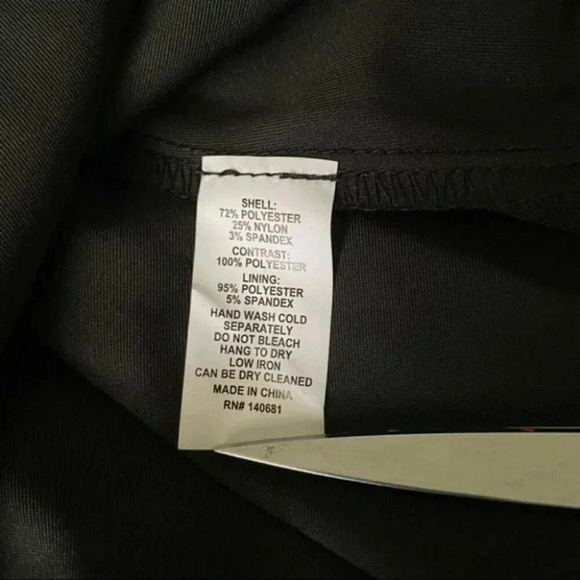 SHELL:
72% POLYESTER
25% NYLON
3% SPANDEX
CONTRAST:
100% POLYESTER
LINING:
95% POLYESTER
5% SPANDEX
HAND WASH COLD
SEPARATELY
DO NOT BLEACH
HANG TO DRY
LOW IRON
CAN BE DRY CLEANED
MADE IN CHINA
RN# 140681